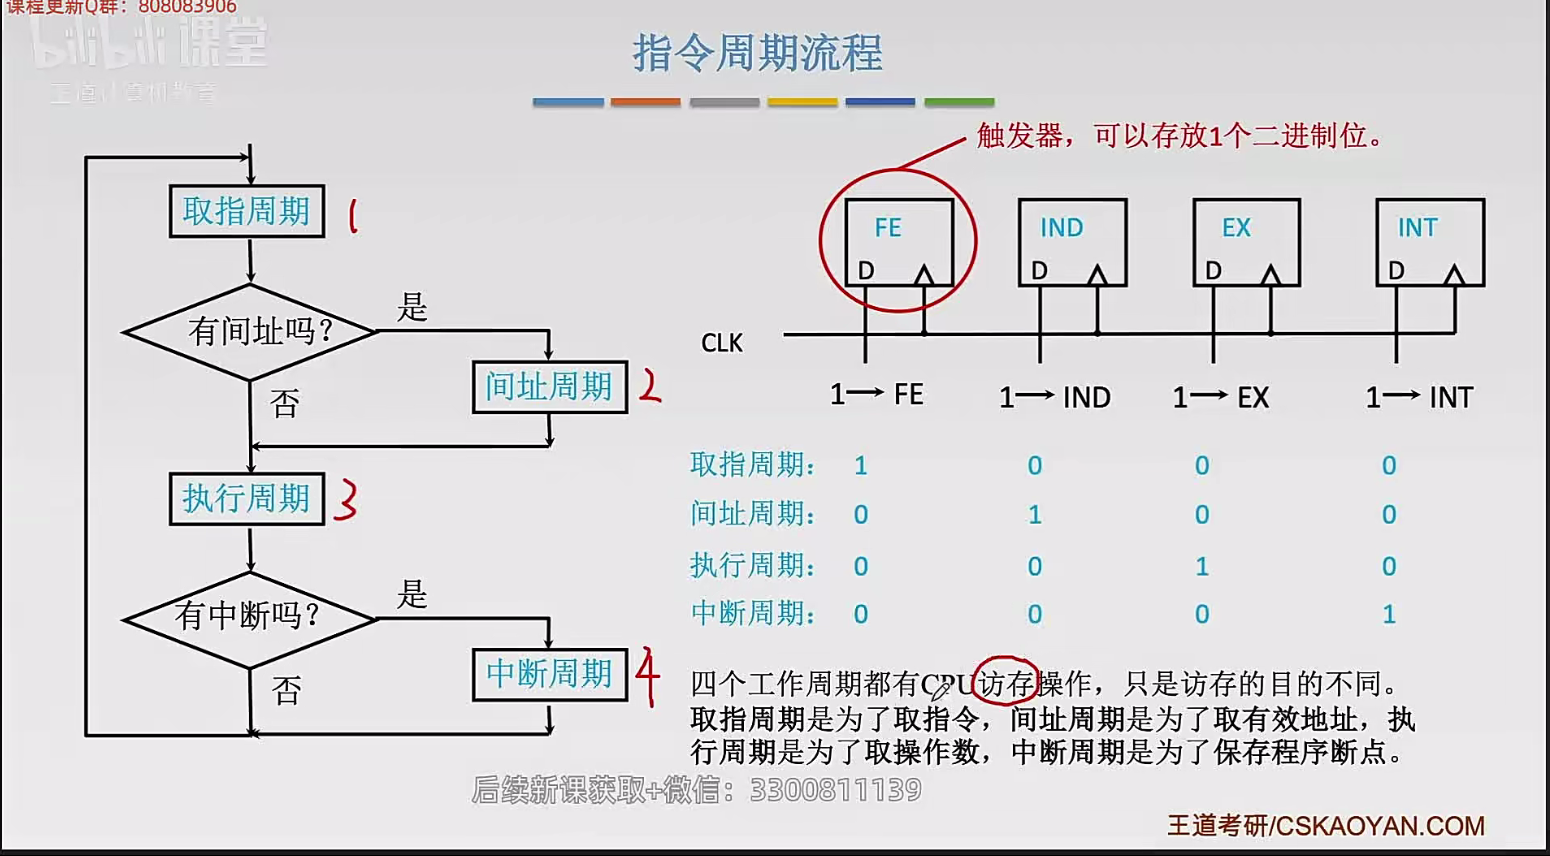 课程更新Q群：808083906
bilibili 课堂
王道计算机教育
指令周期流程
触发器，可以存放1个二进制位。
取指周期
1
有间址吗？
是
间址周期
2
否
执行周期
3
有中断吗？
是
中断周期
4
否
FE
IND
EX
INT
D
D
D
D
CLK
1→ FE
1→ IND
1→ EX
1→ INT
取指周期： 1 0 0 0
间址周期： 0 1 0 0
执行周期： 0 0 1 0
中断周期： 0 0 0 1
四个工作周期都有CPU访存操作，只是访存的目的不同。
取指周期是为了取指令，间址周期是为了取有效地址，执
行周期是为了取操作数，中断周期是为了保存程序断点。
后续新课获取+微信：3300811139
王道考研/CSKAOYAN.COM